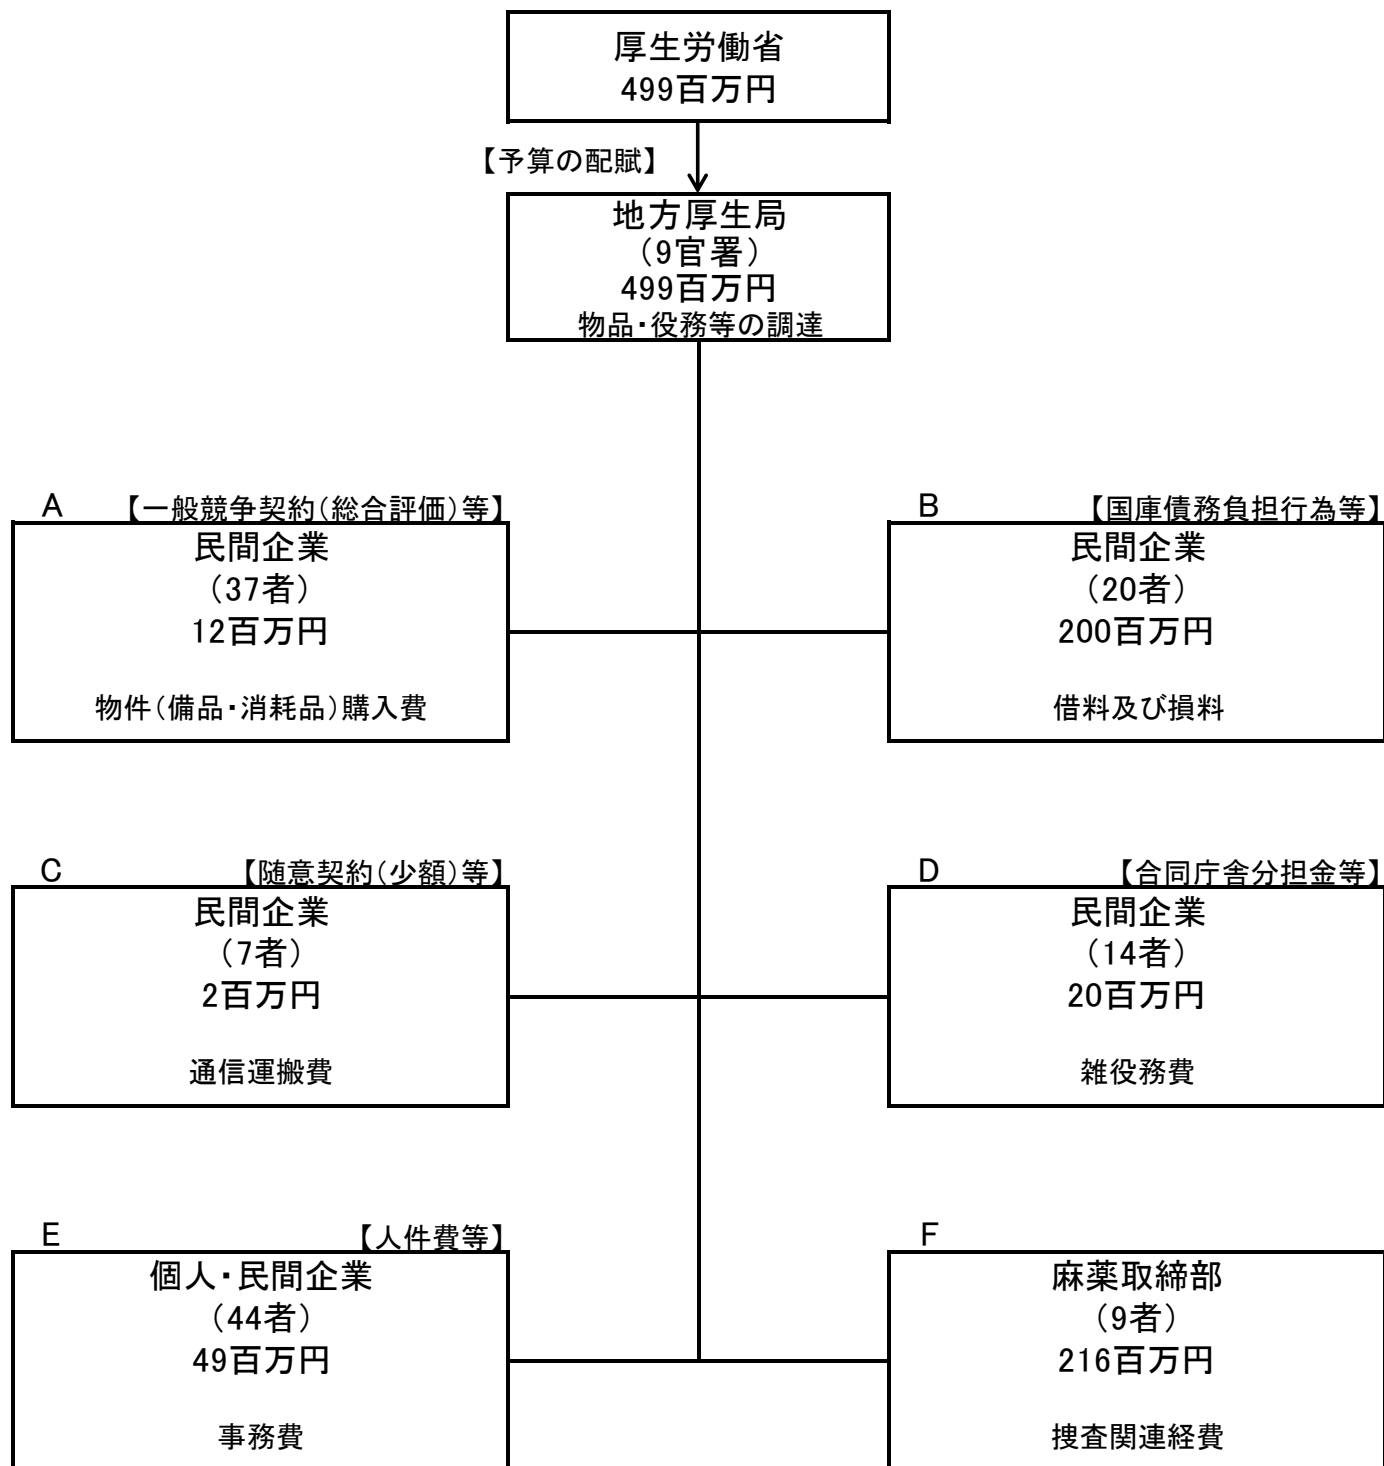 厚生労働省
499百万円
【予算の配賦】
地方厚生局
（9官署）
499百万円
物品・役務等の調達
A 【一般競争契約（総合評価）等】
民間企業
（37者）
12百万円
物件（備品・消耗品）購入費
B 【国庫債務負担行為等】
民間企業
（20者）
200百万円
借料及び損料
C 【随意契約（少額）等】
民間企業
（7者）
2百万円
通信運搬費
D 【合同庁舎分担金等】
民間企業
（14者）
20百万円
雑役務費
E 【人件費等】
個人・民間企業
（44者）
49百万円
事務費
F
麻薬取締部
（9者）
216百万円
捜査関連経費